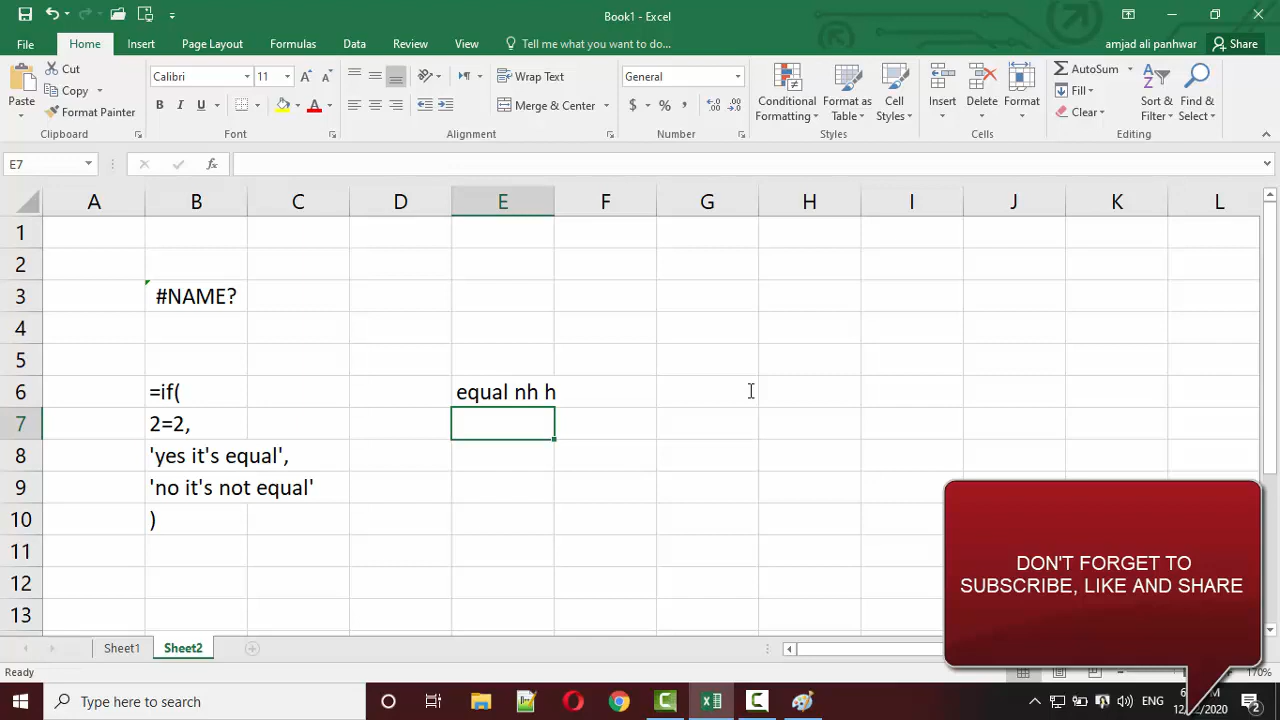 Book1 - Excel
File Home Insert Page Layout Formulas Data Review View Tell me what you want to do... amjad ali panhwar Share
Paste Cut Copy Format Painter Clipboard
Calibri 11 Font
Wrap Text Merge & Center Alignment
General Number
Conditional Formatting Format as Table Cell Styles Styles
Insert Delete Format Cells
AutoSum Fill Clear Sort & Filter Find & Select Editing
E7
A B C D E F G H I J K L
1
2
3 #NAME?
4
5
6 =if( equal nh h
7 2=2,
8 'yes it's equal',
9 'no it's not equal'
10 )
11
12
13
DON'T FORGET TO
SUBSCRIBE, LIKE AND SHARE
Sheet1 Sheet2
Ready 170%
Type here to search ENG